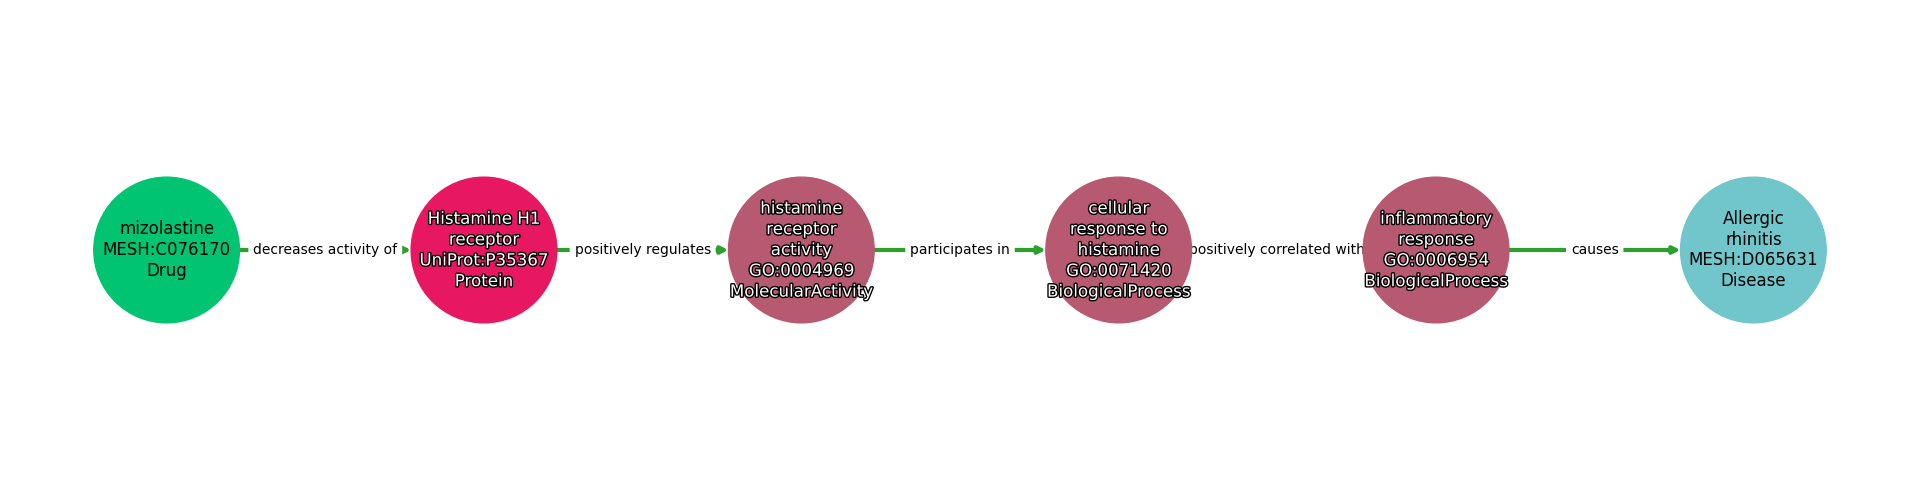 mizolastine
MESH:C076170
Drug
decreases activity of
Histamine H1
receptor
UniProt:P35367
Protein
positively regulates
histamine
receptor
activity
GO:0004969
MolecularActivity
participates in
cellular
response to
histamine
GO:0071420
BiologicalProcess
positively correlated with
inflammatory
response
GO:0006954
BiologicalProcess
causes
Allergic
rhinitis
MESH:D065631
Disease